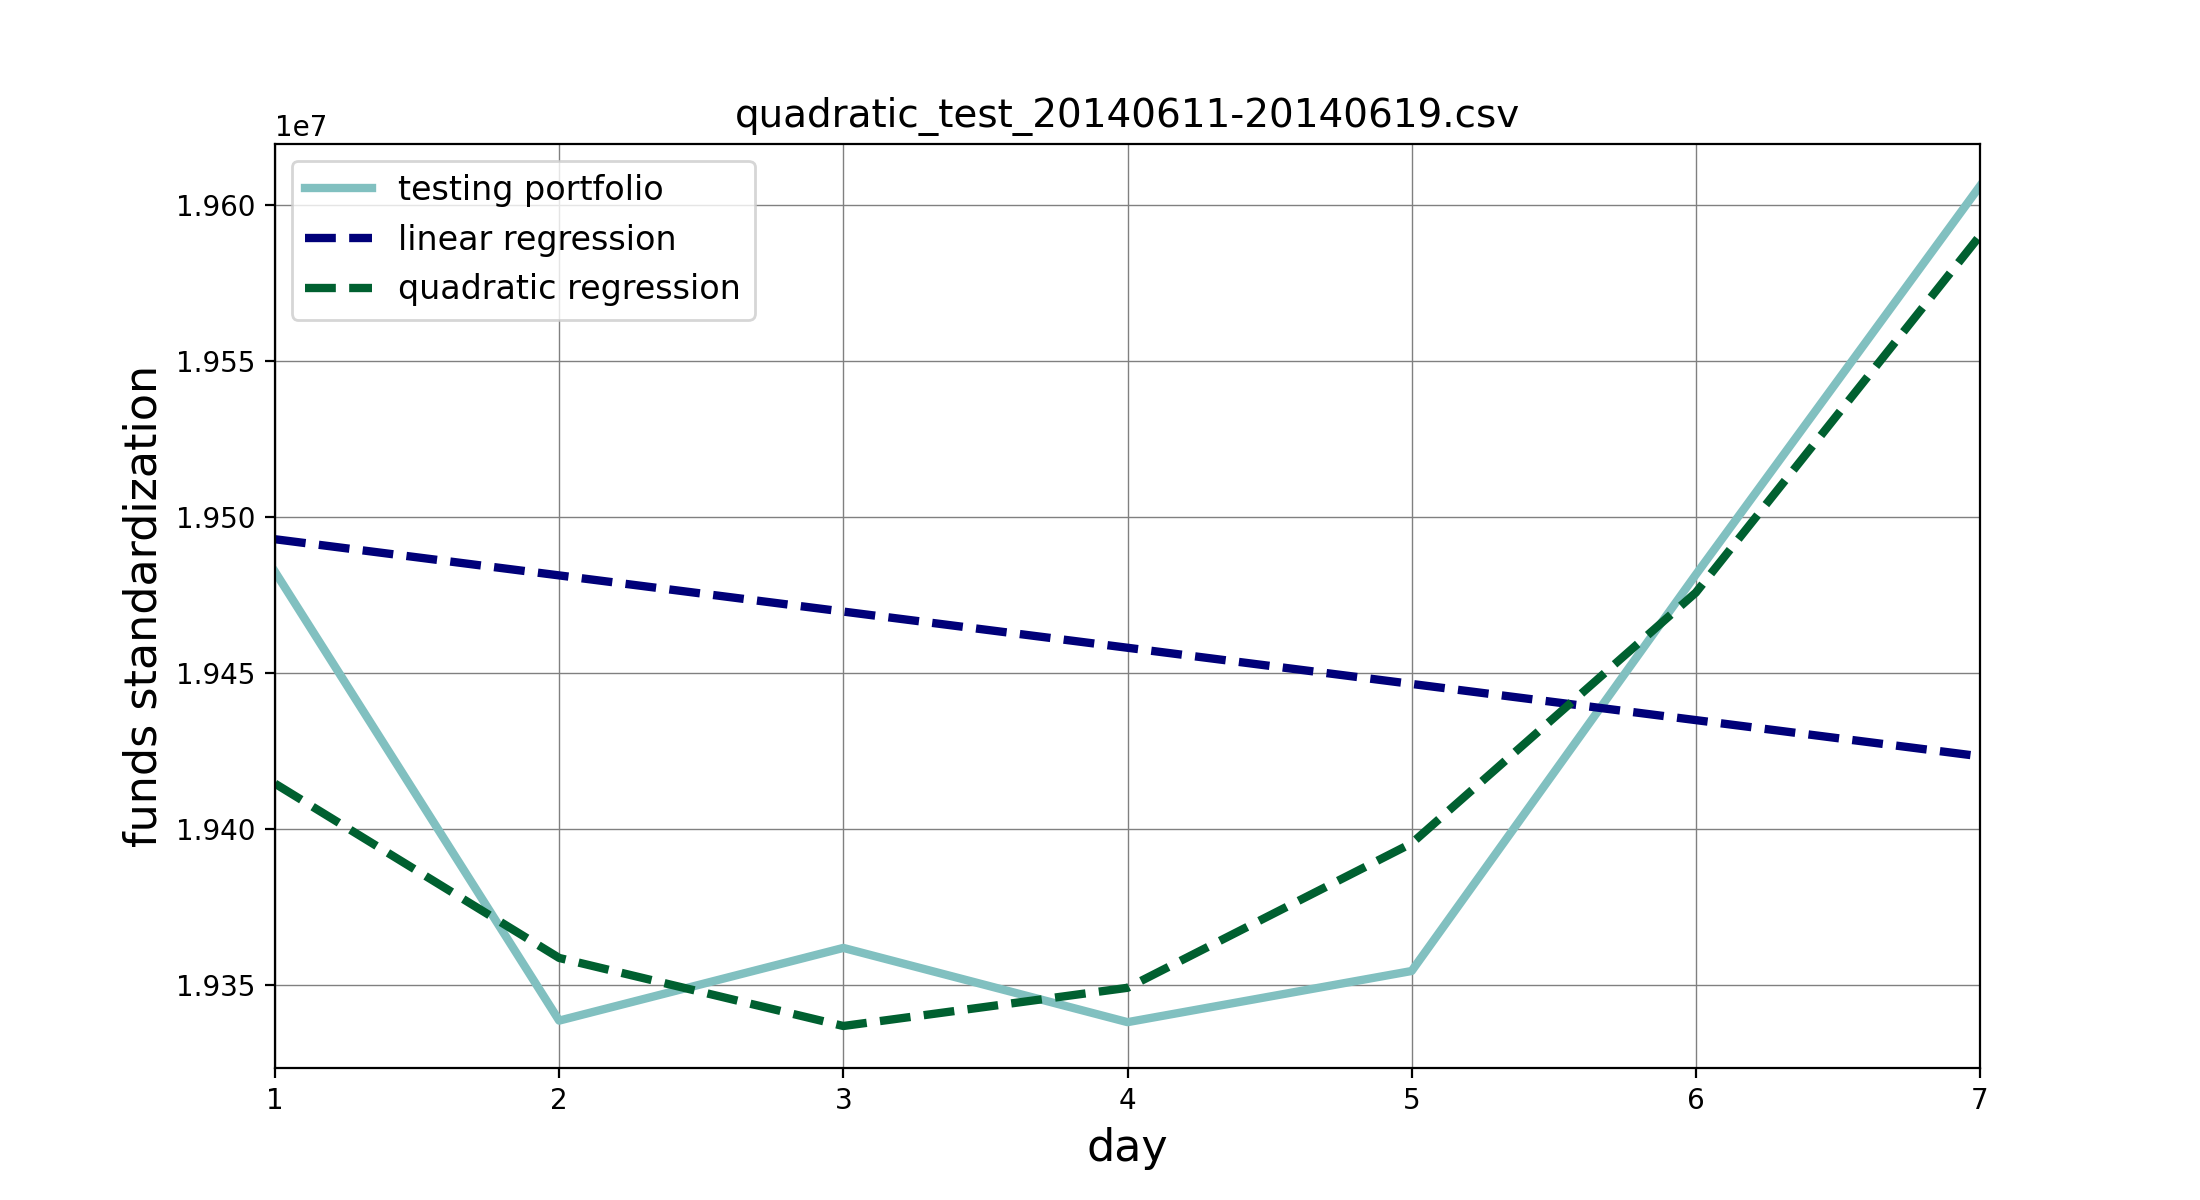 quadratic_test_20140611-20140619.csv
1e7
testing portfolio
linear regression
quadratic regression
funds standardization
1.960
1.955
1.950
1.945
1.940
1.935
1 2 3 4 5 6 7
day